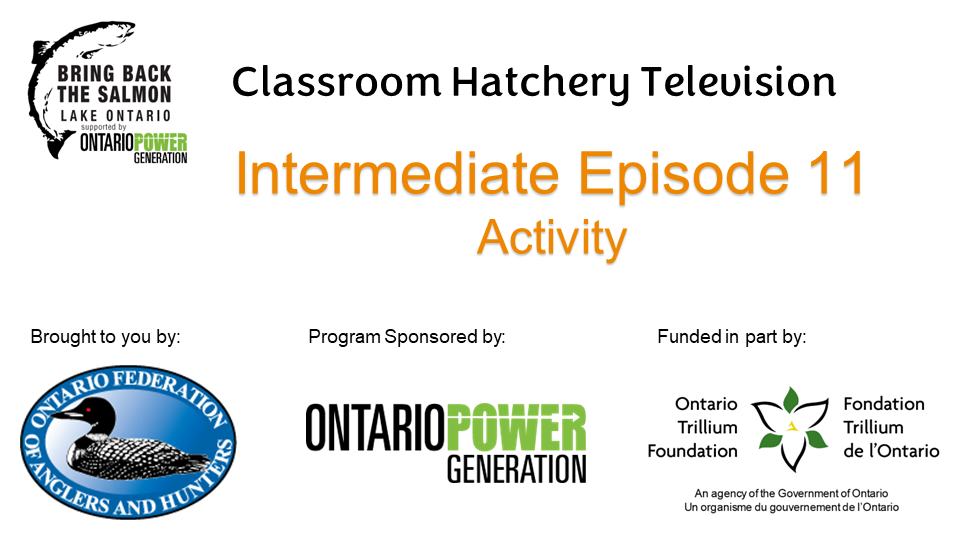 BRING BACK
THE SALMON
LAKE ONTARIO
supported by
ONTARIOPOWER
GENERATION
Classroom Hatchery Television
Intermediate Episode 11
Activity
Brought to you by:
ONTARIO FEDERATION
OF ANGLERS AND HUNTERS
Program Sponsored by:
ONTARIOPOWER
GENERATION
Funded in part by:
Ontario
Trillium
Foundation
Fondation
Trillium
de l'Ontario
An agency of the Government of Ontario
Un organisme du gouvernement de l'Ontario